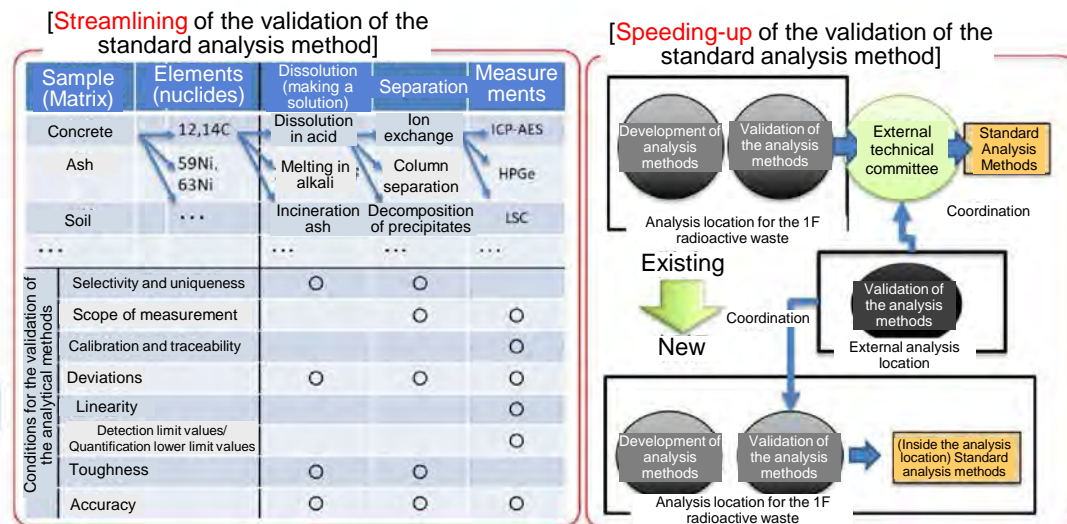 [Streamlining of the validation of the
standard analysis method]
Sample
(Matrix)
Elements
(nuclides)
Dissolution
(making a
solution)
Separation
Measure
ments
Concrete
12,14C
Dissolution
in acid
Ion
exchange
ICP-AES
Ash
59Ni,
63Ni
Melting in
alkali
Column
separation
HPGe
Soil
...
Incineration
ash
Decomposition
of precipitates
LSC
...
...
...
...
Conditions for the validation of
the analytical methods
Selectivity and uniqueness
○ ○
Scope of measurement
○ ○
Calibration and traceability
○
Deviations
○ ○ ○
Linearity
○
Detection limit values/
Quantification lower limit values
○
Toughness
○ ○
Accuracy
○ ○ ○
[Speeding-up of the validation of the
standard analysis method]
Development of
analysis
methods
Validation
of the analysis
methods
External
technical
committee
Standard
Analysis
Methods
Analysis location for the 1F
radioactive waste
Coordination
Existing
New
Coordination
Validation of
the analysis
methods
External analysis
location
Development of
analysis
methods
Validation of
the analysis
methods
(Inside the analysis
location) Standard
analysis methods
Analysis location for the 1F
radioactive waste